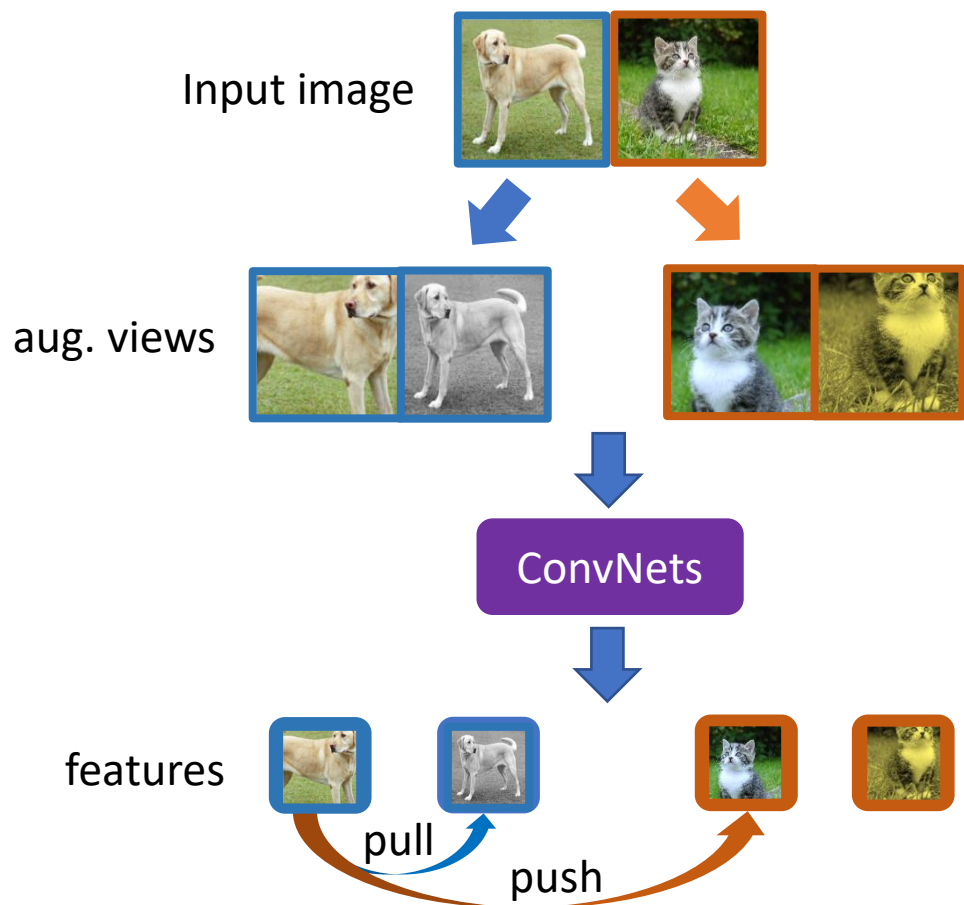 Input image
aug. views
ConvNets
features
pull
push